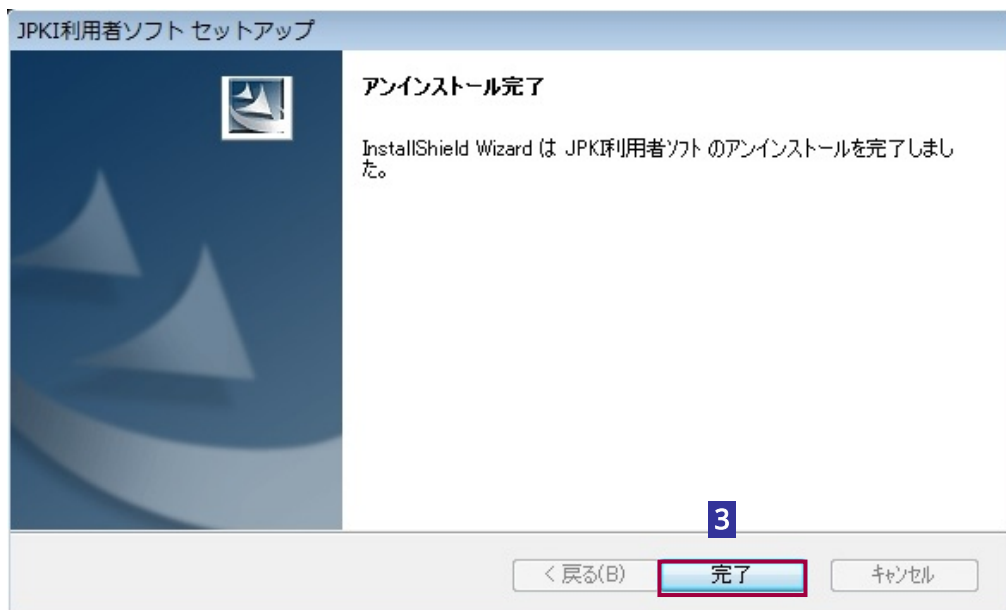 JPKI利用者ソフト セットアップ
アンインストール完了
InstallShield Wizard は JPKI利用者ソフト のアンインストールを完了しまし
た。
3
< 戻る(B)
完了
キャンセル